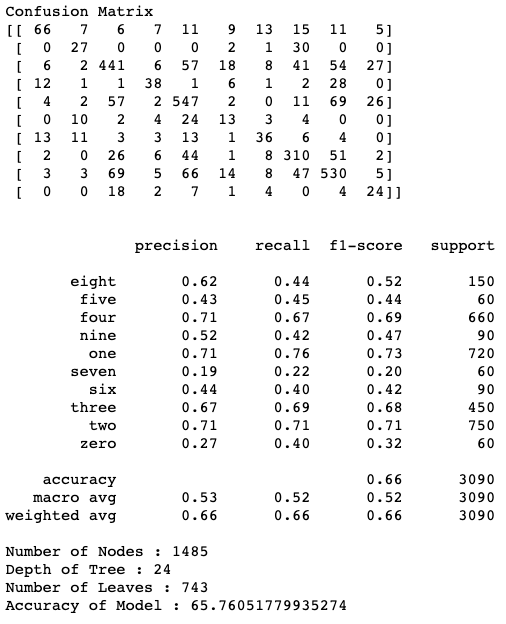 Confusion Matrix
[[ 66 7 6 7 11 9 13 15 11 5]
[ 0 27 0 0 0 2 1 30 0 0]
[ 6 2 441 6 57 18 8 41 54 27]
[ 12 1 1 38 1 6 1 2 28 0]
[ 4 2 57 2 547 2 0 11 69 26]
[ 0 10 2 4 24 13 3 4 0 0]
[ 13 11 3 3 13 1 36 6 4 0]
[ 2 0 26 6 44 1 8 310 51 2]
[ 3 3 69 5 66 14 8 47 530 5]
[ 0 0 18 2 7 1 4 0 4 24]]
precision recall f1-score support
eight 0.62 0.44 0.52 150
five 0.43 0.45 0.44 60
four 0.71 0.67 0.69 660
nine 0.52 0.42 0.47 90
one 0.71 0.76 0.73 720
seven 0.19 0.22 0.20 60
six 0.44 0.40 0.42 90
three 0.67 0.69 0.68 450
two 0.71 0.71 0.71 750
zero 0.27 0.40 0.32 60
accuracy 0.66 3090
macro avg 0.53 0.52 0.52 3090
weighted avg 0.66 0.66 0.66 3090
Number of Nodes : 1485
Depth of Tree : 24
Number of Leaves : 743
Accuracy of Model : 65.76051779935274